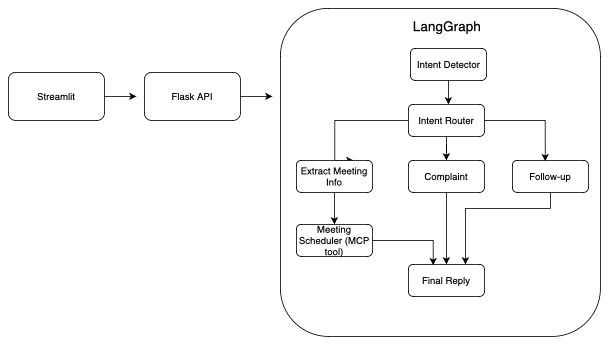 LangGraph
Intent Detector
Streamlit
Flask API
Intent Router
Extract Meeting
Info
Complaint
Follow-up
Meeting
Scheduler (MCP
tool)
Final Reply